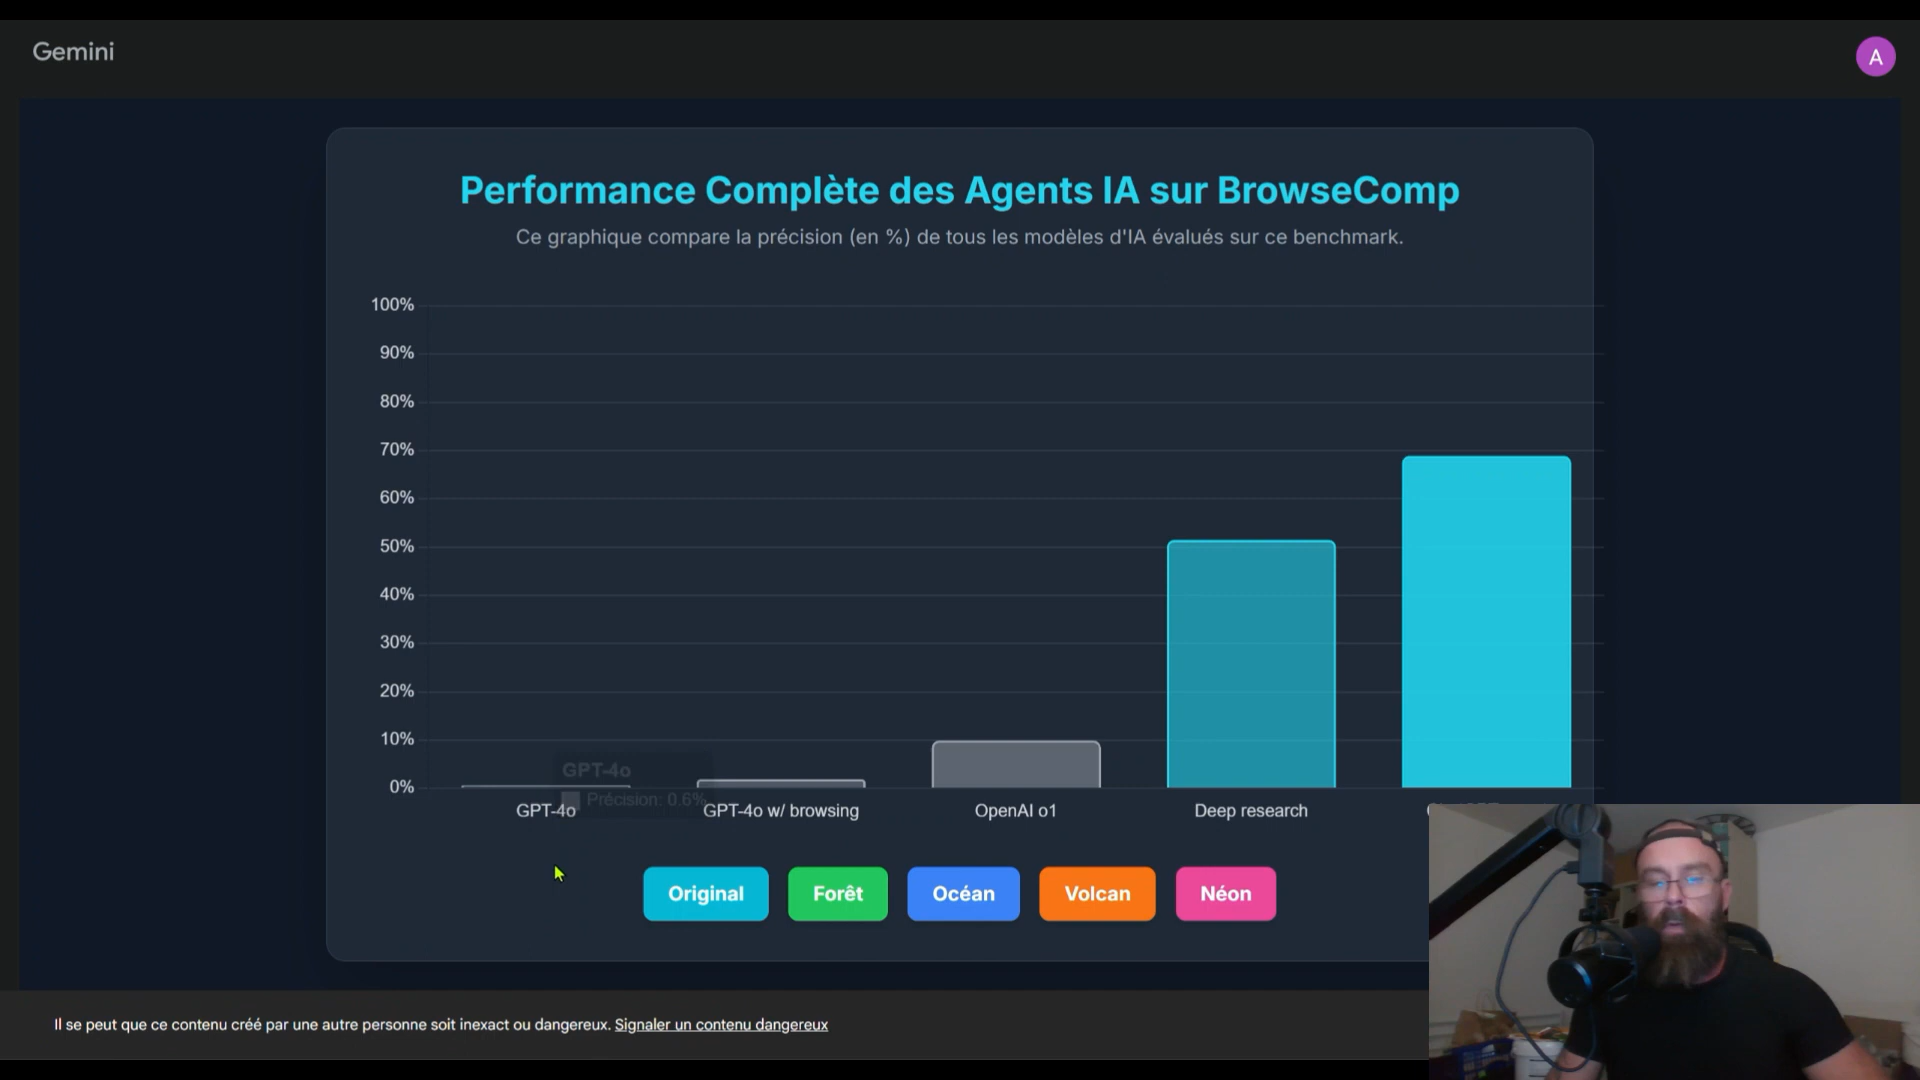 Gemini
A
Performance Complète des Agents IA sur BrowseComp
Ce graphique compare la précision (en %) de tous les modèles d'IA évalués sur ce benchmark.
100%
90%
80%
70%
60%
50%
40%
30%
20%
10%
0%
GPT-4o
Précision: 0.6%
GPT-4o
GPT-4o w/ browsing
OpenAI o1
Deep research
Original
Forêt
Océan
Volcan
Néon
Il se peut que ce contenu créé par une autre personne soit inexact ou dangereux. Signaler un contenu dangereux